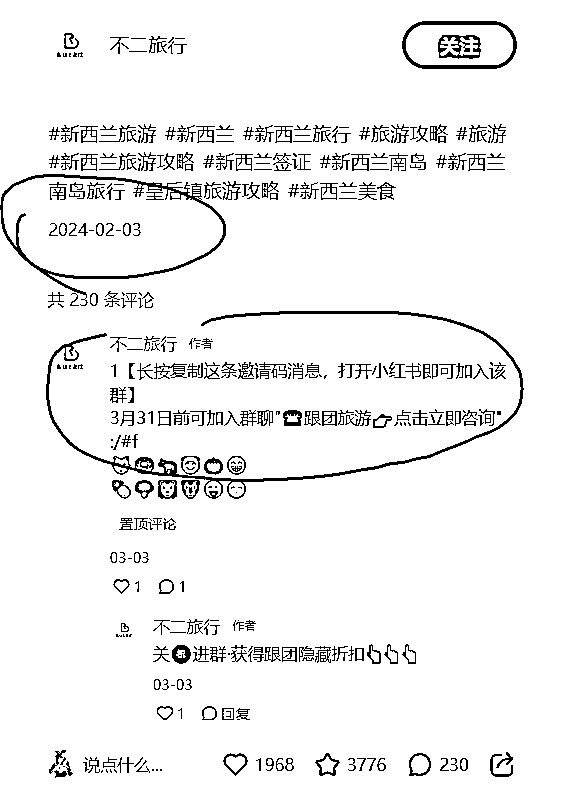 不二旅行
关注
#新西兰旅游 #新西兰 #新西兰旅行 #旅游攻略 #旅游
#新西兰旅游攻略 #新西兰签证 #新西兰南岛 #新西兰
南岛旅行 #皇后镇旅游攻略 #新西兰美食
2024-02-03
共 230 条评论
不二旅行 作者
1【长按复制这条邀请码消息，打开小红书即可加入该
群】
3月31日前可加入群聊"☎跟团旅游👉点击立即咨询"
:/#f
置顶评论
03-03
1 1
不二旅行 作者
关进群·获得跟团隐藏折扣👆👆👆
03-03
1 回复
说点什么... 1968 3776 230